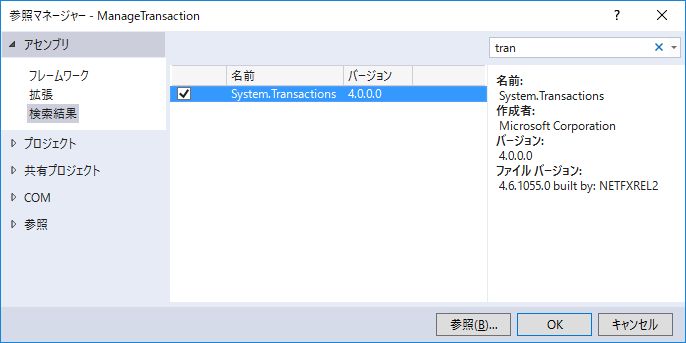 参照マネージャー - ManageTransaction
?
アセンブリ
フレームワーク
拡張
検索結果
プロジェクト
共有プロジェクト
COM
参照
名前 バージョン
System.Transactions 4.0.0.0
tran
名前:
System.Transactions
作成者:
Microsoft Corporation
バージョン:
4.0.0.0
ファイル バージョン:
4.6.1055.0 built by: NETFXREL2
参照(B)... OK キャンセル